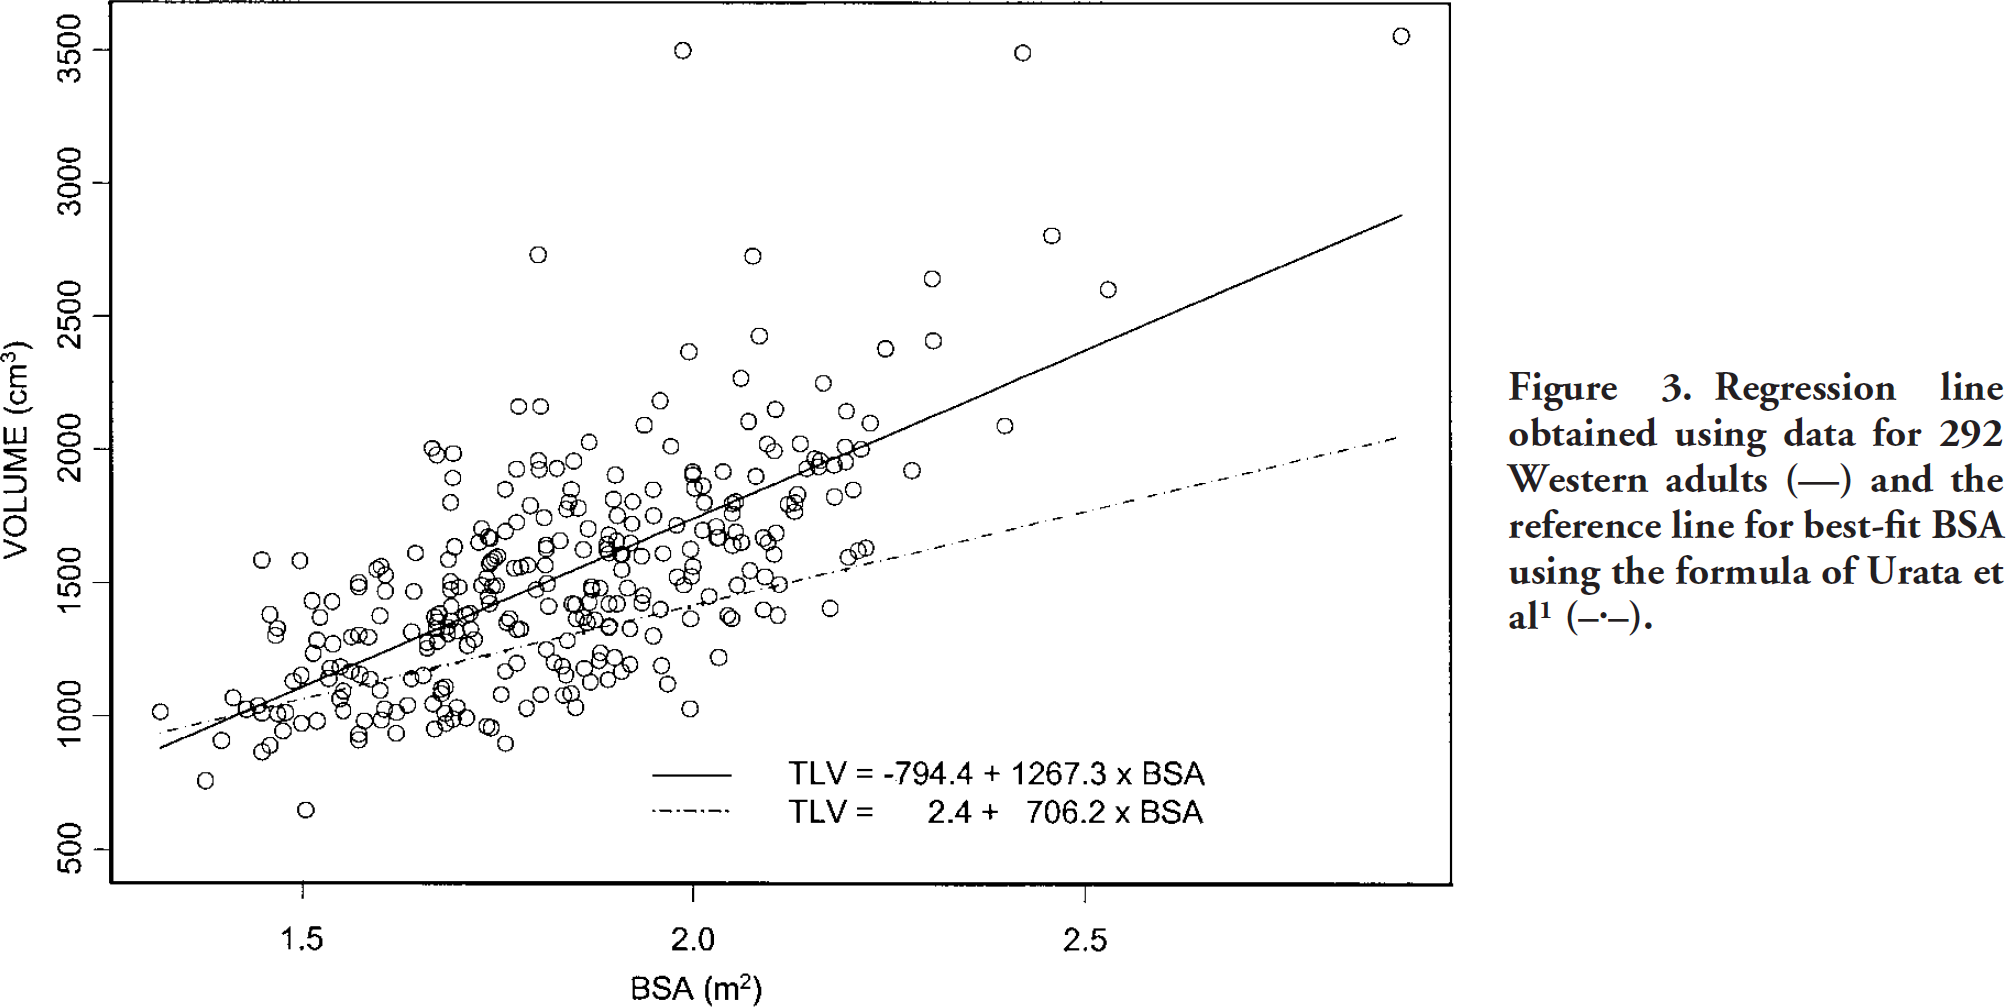 3500
3000
2500
2000
1500
1000
500
VOLUME (cm³)
1.5
2.0
2.5
BSA (m²)
TLV = -794.4 + 1267.3 x BSA
TLV = 2.4 + 706.2 x BSA
Figure 3. Regression line
obtained using data for 292
Western adults (—) and the
reference line for best-fit BSA
using the formula of Urata et
al¹ (–·–).